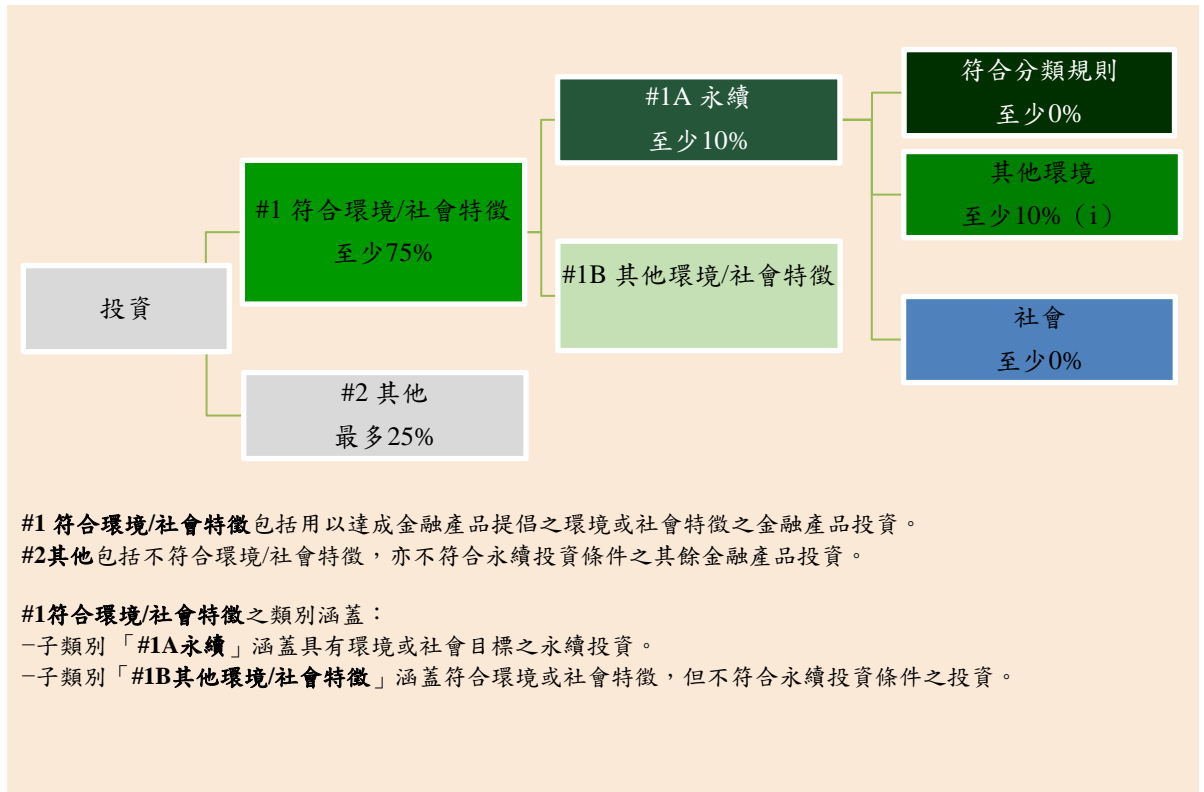 投資
#1 符合環境/社會特徵
至少75%
#2 其他
最多25%
#1A 永續
至少10%
#1B 其他環境/社會特徵
符合分類規則
至少0%
其他環境
至少10%（i）
社會
至少0%
#1 符合環境/社會特徵包括用以達成金融產品提倡之環境或社會特徵之金融產品投資。
#2其他包括不符合環境/社會特徵，亦不符合永續投資條件之其餘金融產品投資。
#1符合環境/社會特徵之類別涵蓋：
−子類別「#1A永續」涵蓋具有環境或社會目標之永續投資。
−子類別「#1B其他環境/社會特徵」涵蓋符合環境或社會特徵，但不符合永續投資條件之投資。